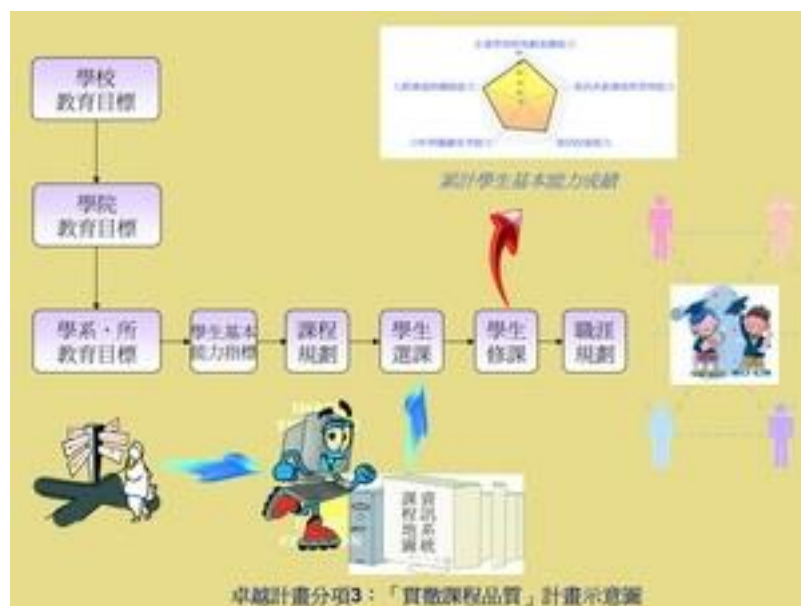 學校
教育目標
學院
教育目標
學系・所
教育目標
學生基本
能力指標
課程
規劃
學生
選課
學生
修課
職涯
規劃
累計學生基本能力成績
課程地圖
資訊系統
卓越計畫分項3：「貫徹課程品質」計畫示意圖